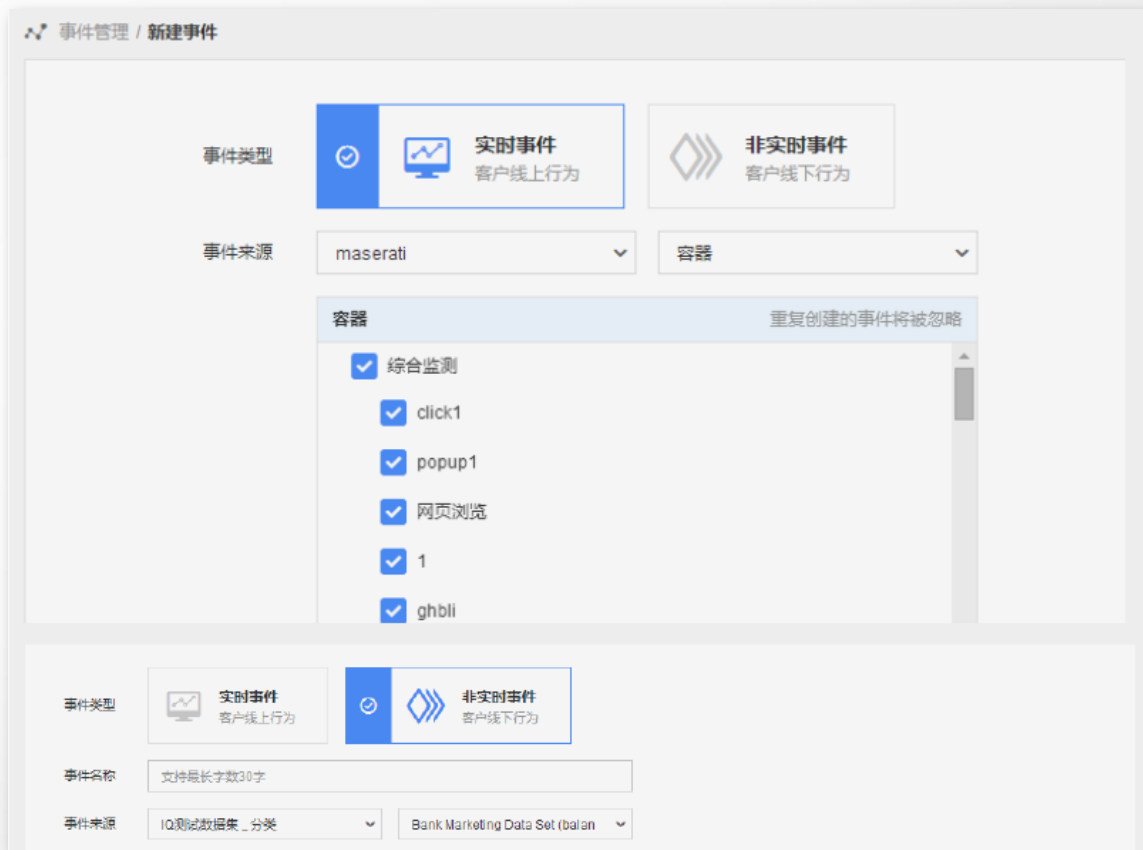 事件管理 / 新建事件
事件类型
实时事件
客户线上行为
非实时事件
客户线下行为
事件来源
maserati
容器
容器
重复创建的事件将被忽略
综合监测
click1
popup1
网页浏览
1
ghbli
事件类型
实时事件
客户线上行为
非实时事件
客户线下行为
事件名称
支持最长字数30字
事件来源
IQ测试数据集 _ 分类
Bank Marketing Data Set (balan